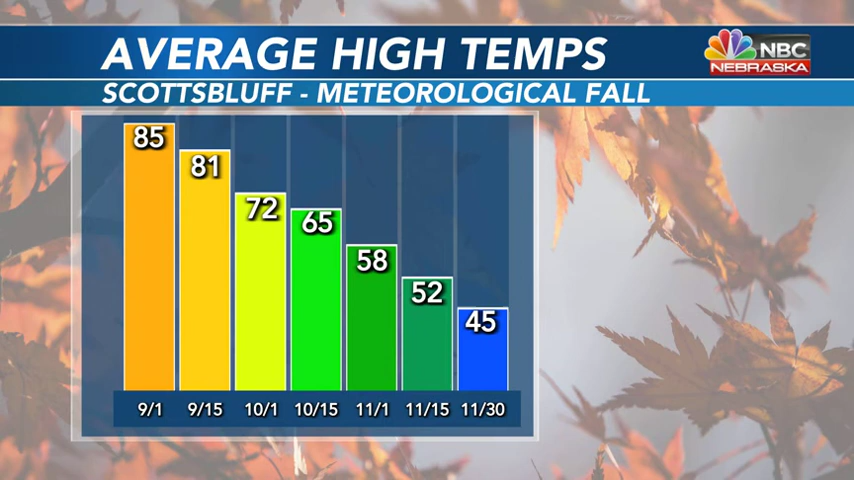 AVERAGE HIGH TEMPS
NBC
NEBRASKA
SCOTTSBLUFF - METEOROLOGICAL FALL
85
81
72
65
58
52
45
9/1 9/15 10/1 10/15 11/1 11/15 11/30